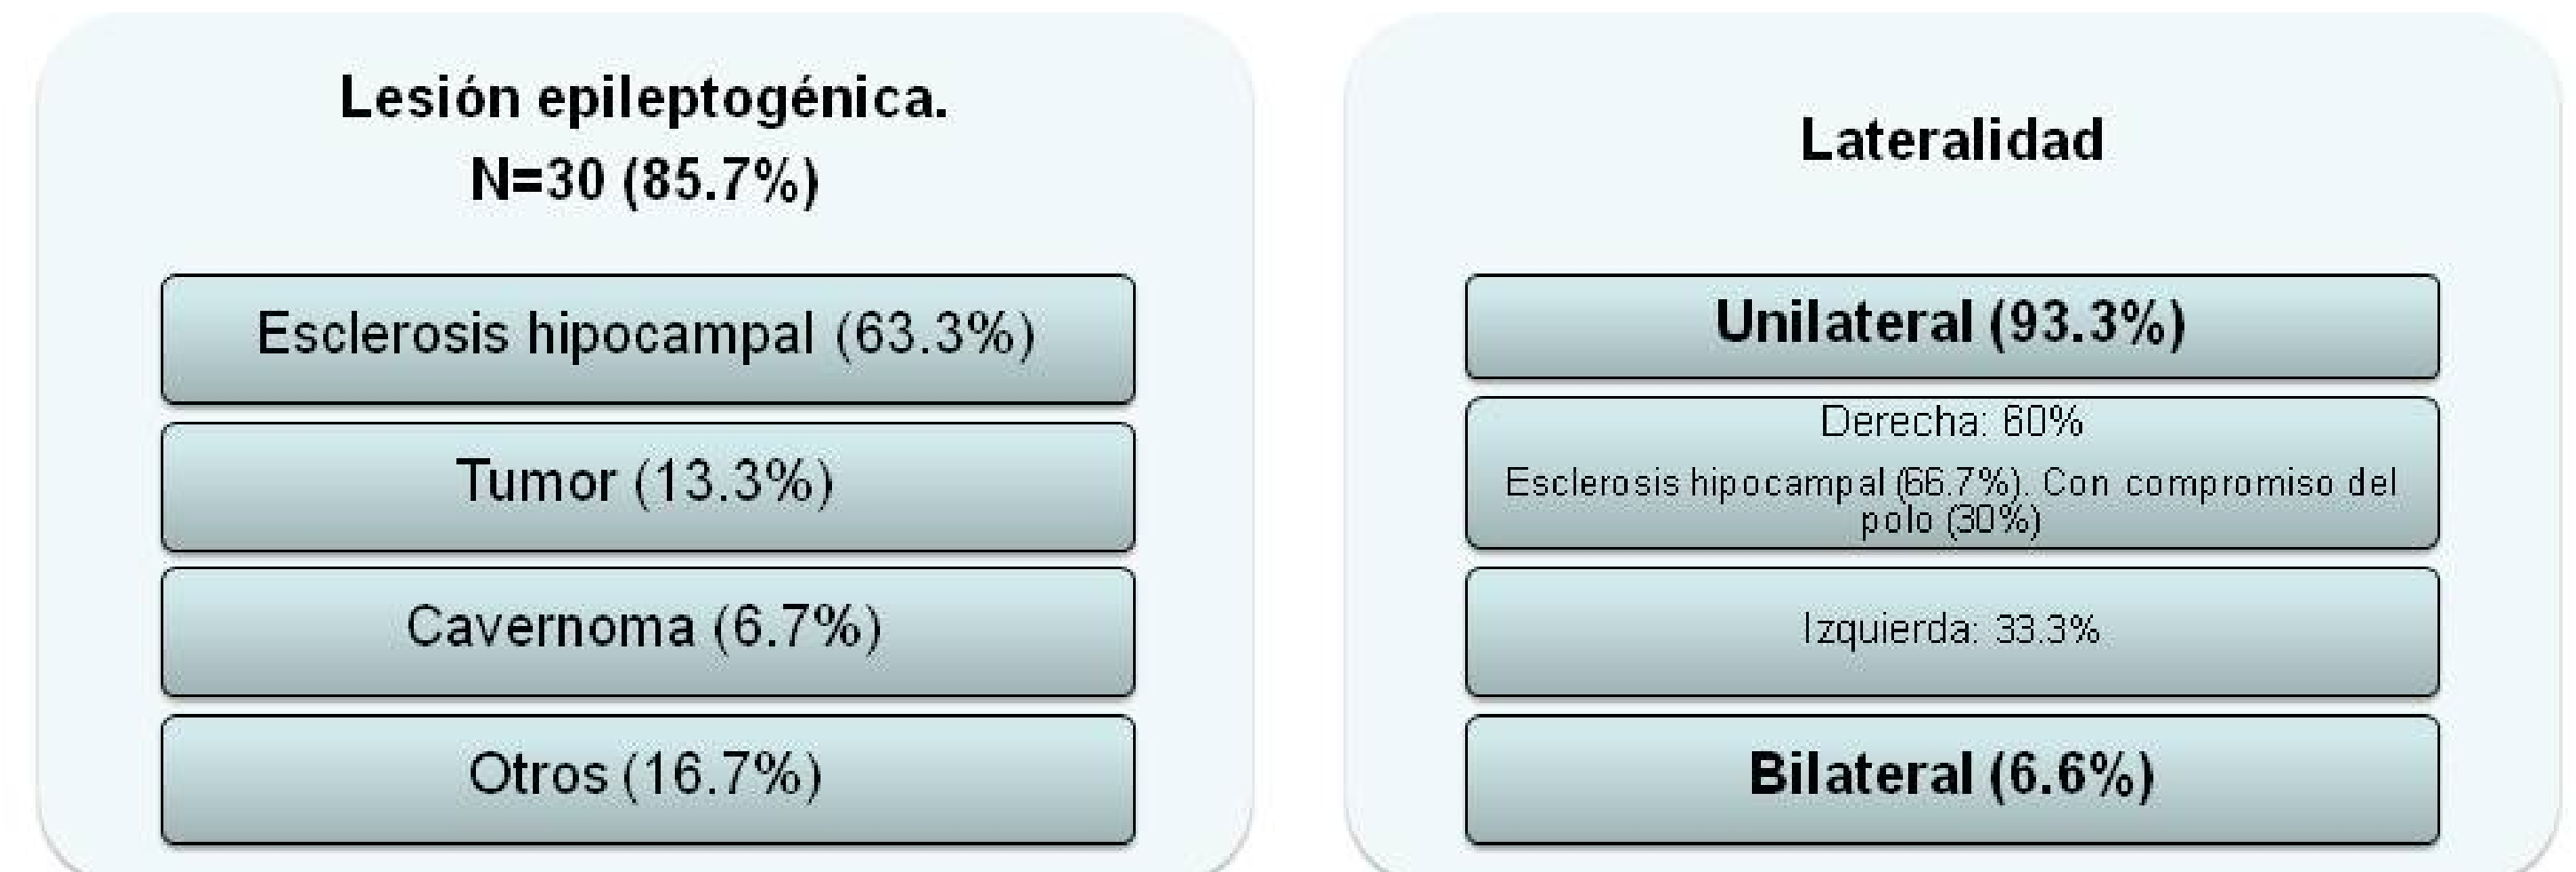 Lesión epileptogénica.
N=30 (85.7%)
Esclerosis hipocampal (63.3%)
Tumor (13.3%)
Cavernoma (6.7%)
Otros (16.7%)
Lateralidad
Unilateral (93.3%)
Derecha: 60%
Esclerosis hipocampal (66.7%). Con compromiso del
polo (30%)
Izquierda: 33.3%
Bilateral (6.6%)